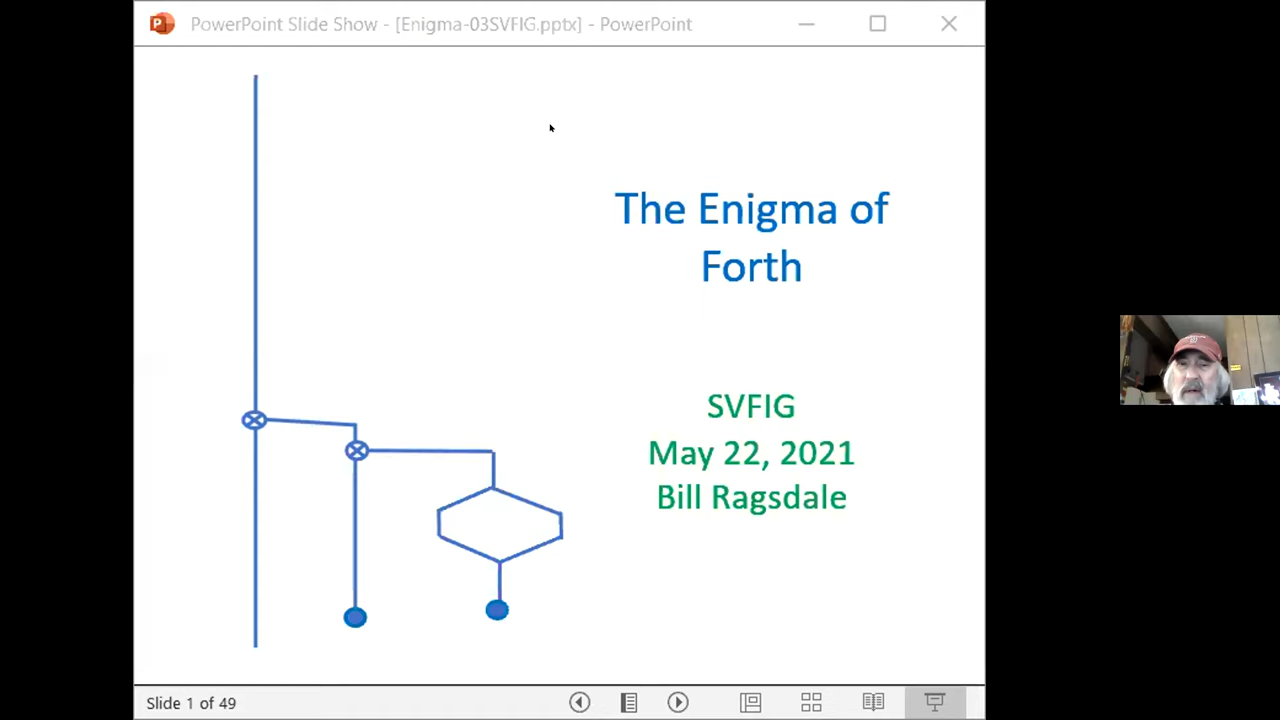 PowerPoint Slide Show - [Enigma-03SVFIG.pptx] - PowerPoint
The Enigma of
Forth
SVFIG
May 22, 2021
Bill Ragsdale
Slide 1 of 49